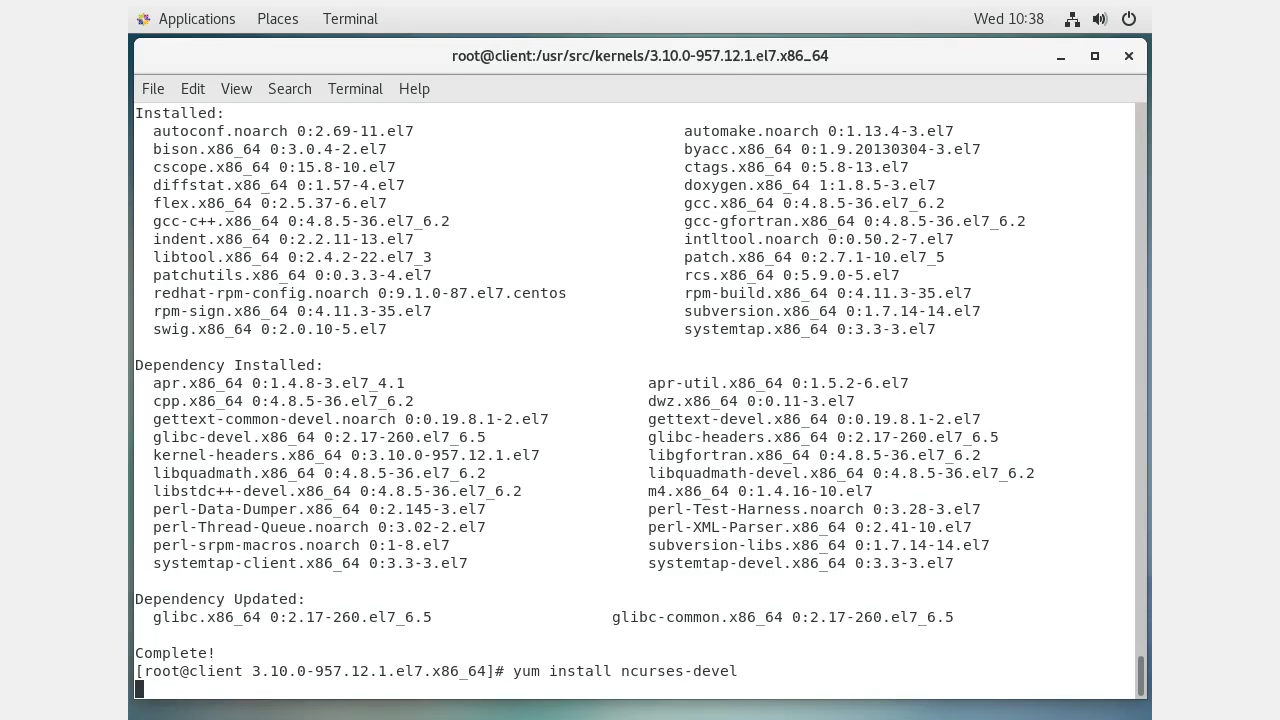 Applications Places Terminal Wed 10:38
root@client:/usr/src/kernels/3.10.0-957.12.1.el7.x86_64
File Edit View Search Terminal Help
Installed:
autoconf.noarch 0:2.69-11.el7 automake.noarch 0:1.13.4-3.el7
bison.x86_64 0:3.0.4-2.el7 byacc.x86_64 0:1.9.20130304-3.el7
cscope.x86_64 0:15.8-10.el7 ctags.x86_64 0:5.8-13.el7
diffstat.x86_64 0:1.57-4.el7 doxygen.x86_64 1:1.8.5-3.el7
flex.x86_64 0:2.5.37-6.el7 gcc.x86_64 0:4.8.5-36.el7_6.2
gcc-c++.x86_64 0:4.8.5-36.el7_6.2 gcc-gfortran.x86_64 0:4.8.5-36.el7_6.2
indent.x86_64 0:2.2.11-13.el7 intltool.noarch 0:0.50.2-7.el7
libtool.x86_64 0:2.4.2-22.el7_3 patch.x86_64 0:2.7.1-10.el7_5
patchutils.x86_64 0:0.3.3-4.el7 rcs.x86_64 0:5.9.0-5.el7
redhat-rpm-config.noarch 0:9.1.0-87.el7.centos rpm-build.x86_64 0:4.11.3-35.el7
rpm-sign.x86_64 0:4.11.3-35.el7 subversion.x86_64 0:1.7.14-14.el7
swig.x86_64 0:2.0.10-5.el7 systemtap.x86_64 0:3.3-3.el7
Dependency Installed:
apr.x86_64 0:1.4.8-3.el7_4.1 apr-util.x86_64 0:1.5.2-6.el7
cpp.x86_64 0:4.8.5-36.el7_6.2 dwz.x86_64 0:0.11-3.el7
gettext-common-devel.noarch 0:0.19.8.1-2.el7 gettext-devel.x86_64 0:0.19.8.1-2.el7
glibc-devel.x86_64 0:2.17-260.el7_6.5 glibc-headers.x86_64 0:2.17-260.el7_6.5
kernel-headers.x86_64 0:3.10.0-957.12.1.el7 libgfortran.x86_64 0:4.8.5-36.el7_6.2
libquadmath.x86_64 0:4.8.5-36.el7_6.2 libquadmath-devel.x86_64 0:4.8.5-36.el7_6.2
libstdc++-devel.x86_64 0:4.8.5-36.el7_6.2 m4.x86_64 0:1.4.16-10.el7
perl-Data-Dumper.x86_64 0:2.145-3.el7 perl-Test-Harness.noarch 0:3.28-3.el7
perl-Thread-Queue.noarch 0:3.02-2.el7 perl-XML-Parser.x86_64 0:2.41-10.el7
perl-srpm-macros.noarch 0:1-8.el7 subversion-libs.x86_64 0:1.7.14-14.el7
systemtap-client.x86_64 0:3.3-3.el7 systemtap-devel.x86_64 0:3.3-3.el7
Dependency Updated:
glibc.x86_64 0:2.17-260.el7_6.5 glibc-common.x86_64 0:2.17-260.el7_6.5
Complete!
[root@client 3.10.0-957.12.1.el7.x86_64]# yum install ncurses-devel